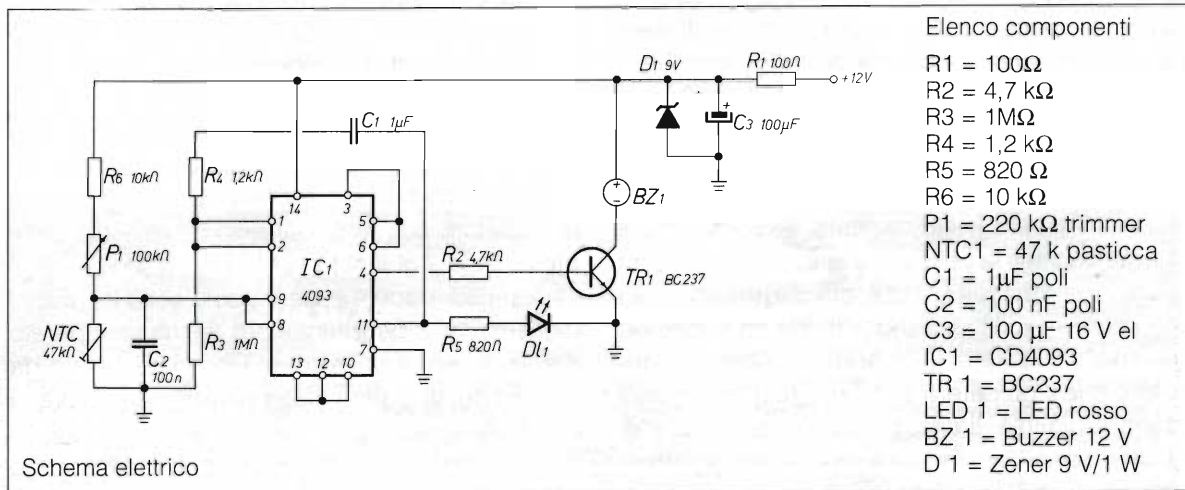 Elenco componenti
R1 = 100Ω
R2 = 4,7 kΩ
R3 = 1MΩ
R4 = 1,2 kΩ
R5 = 820 Ω
R6 = 10 kΩ
P1 = 220 kΩ trimmer
NTC1 = 47 k pasticca
C1 = 1µF poli
C2 = 100 nF poli
C3 = 100 µF 16 V el
IC1 = CD4093
TR 1 = BC237
LED 1 = LED rosso
BZ 1 = Buzzer 12 V
D 1 = Zener 9 V/1 W
D1 9V
R1 100Ω
+12V
C1 1µF
+
C3 100µF
R6 10kΩ
R4 1,2kΩ
14
3
+
−
BZ1
1
5
2
6
P1 100kΩ
IC1
4
R2 4,7kΩ
TR1 BC237
9
4093
8
11
NTC
47kΩ
C2
100n
R3 1MΩ
R5 820Ω
Dl1
7
13
12
10
Schema elettrico